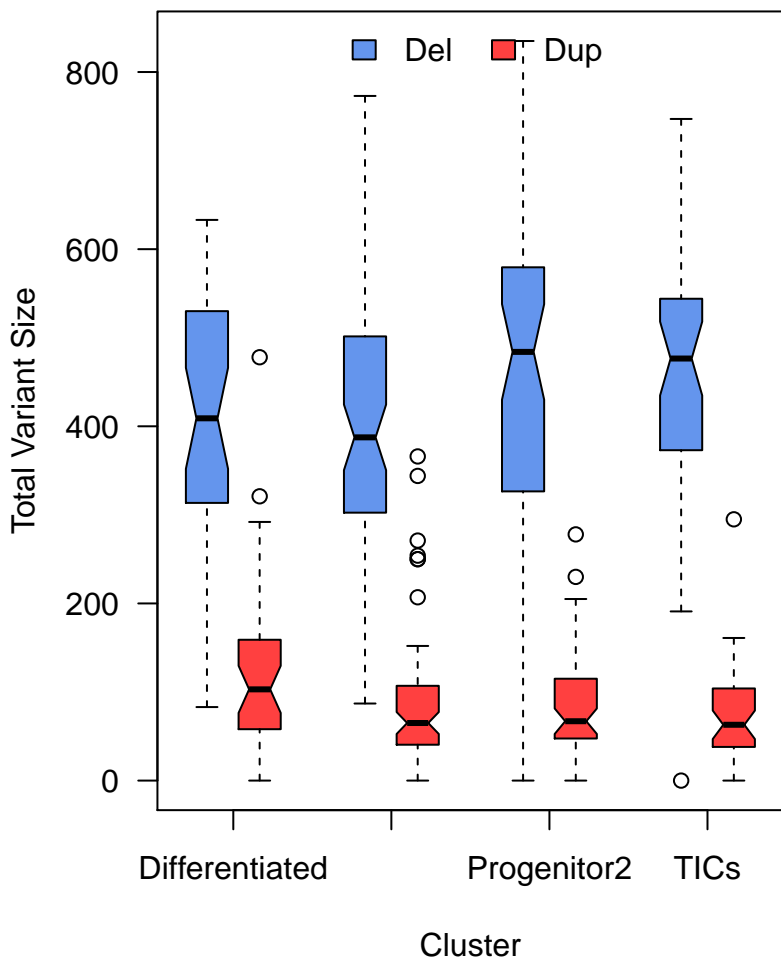 Del Dup
800
600
400
200
0
Total Variant Size
Differentiated Progenitor2 TICs
Cluster